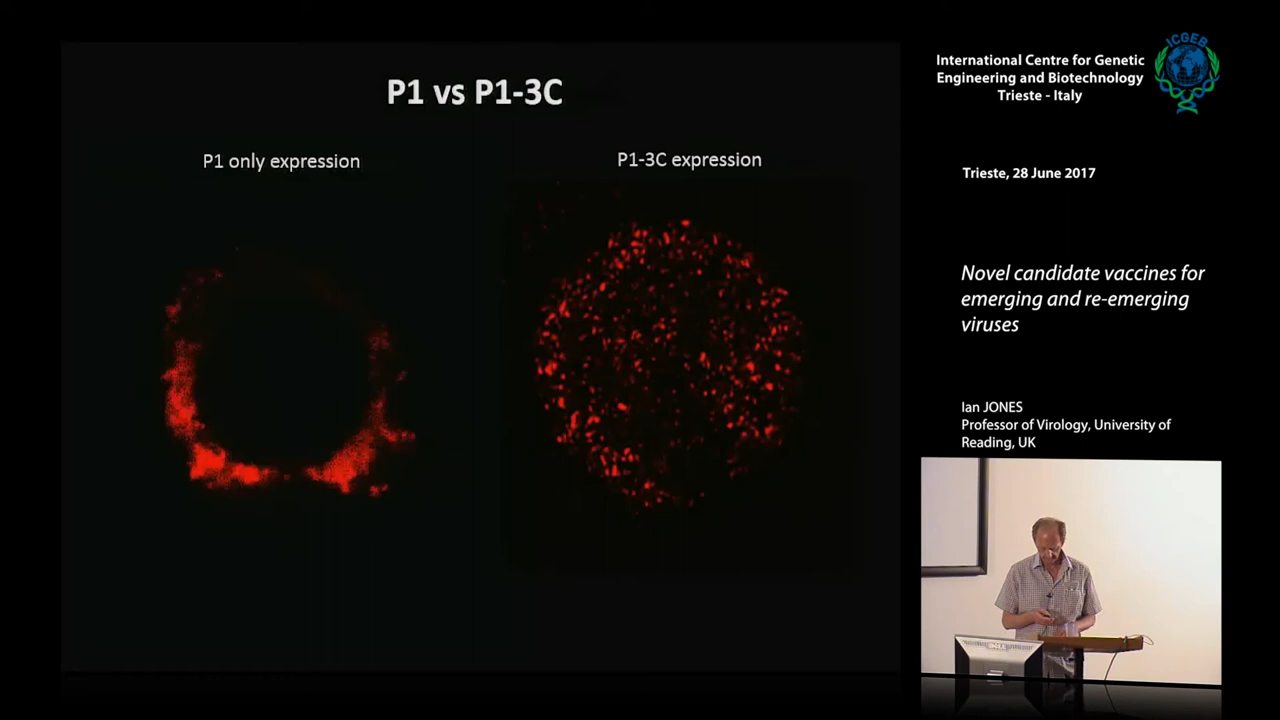 P1 vs P1-3C
P1 only expression
P1-3C expression
International Centre for Genetic
Engineering and Biotechnology
Trieste - Italy
ICGEB
Trieste, 28 June 2017
Novel candidate vaccines for
emerging and re-emerging
viruses
Ian JONES
Professor of Virology, University of
Reading, UK